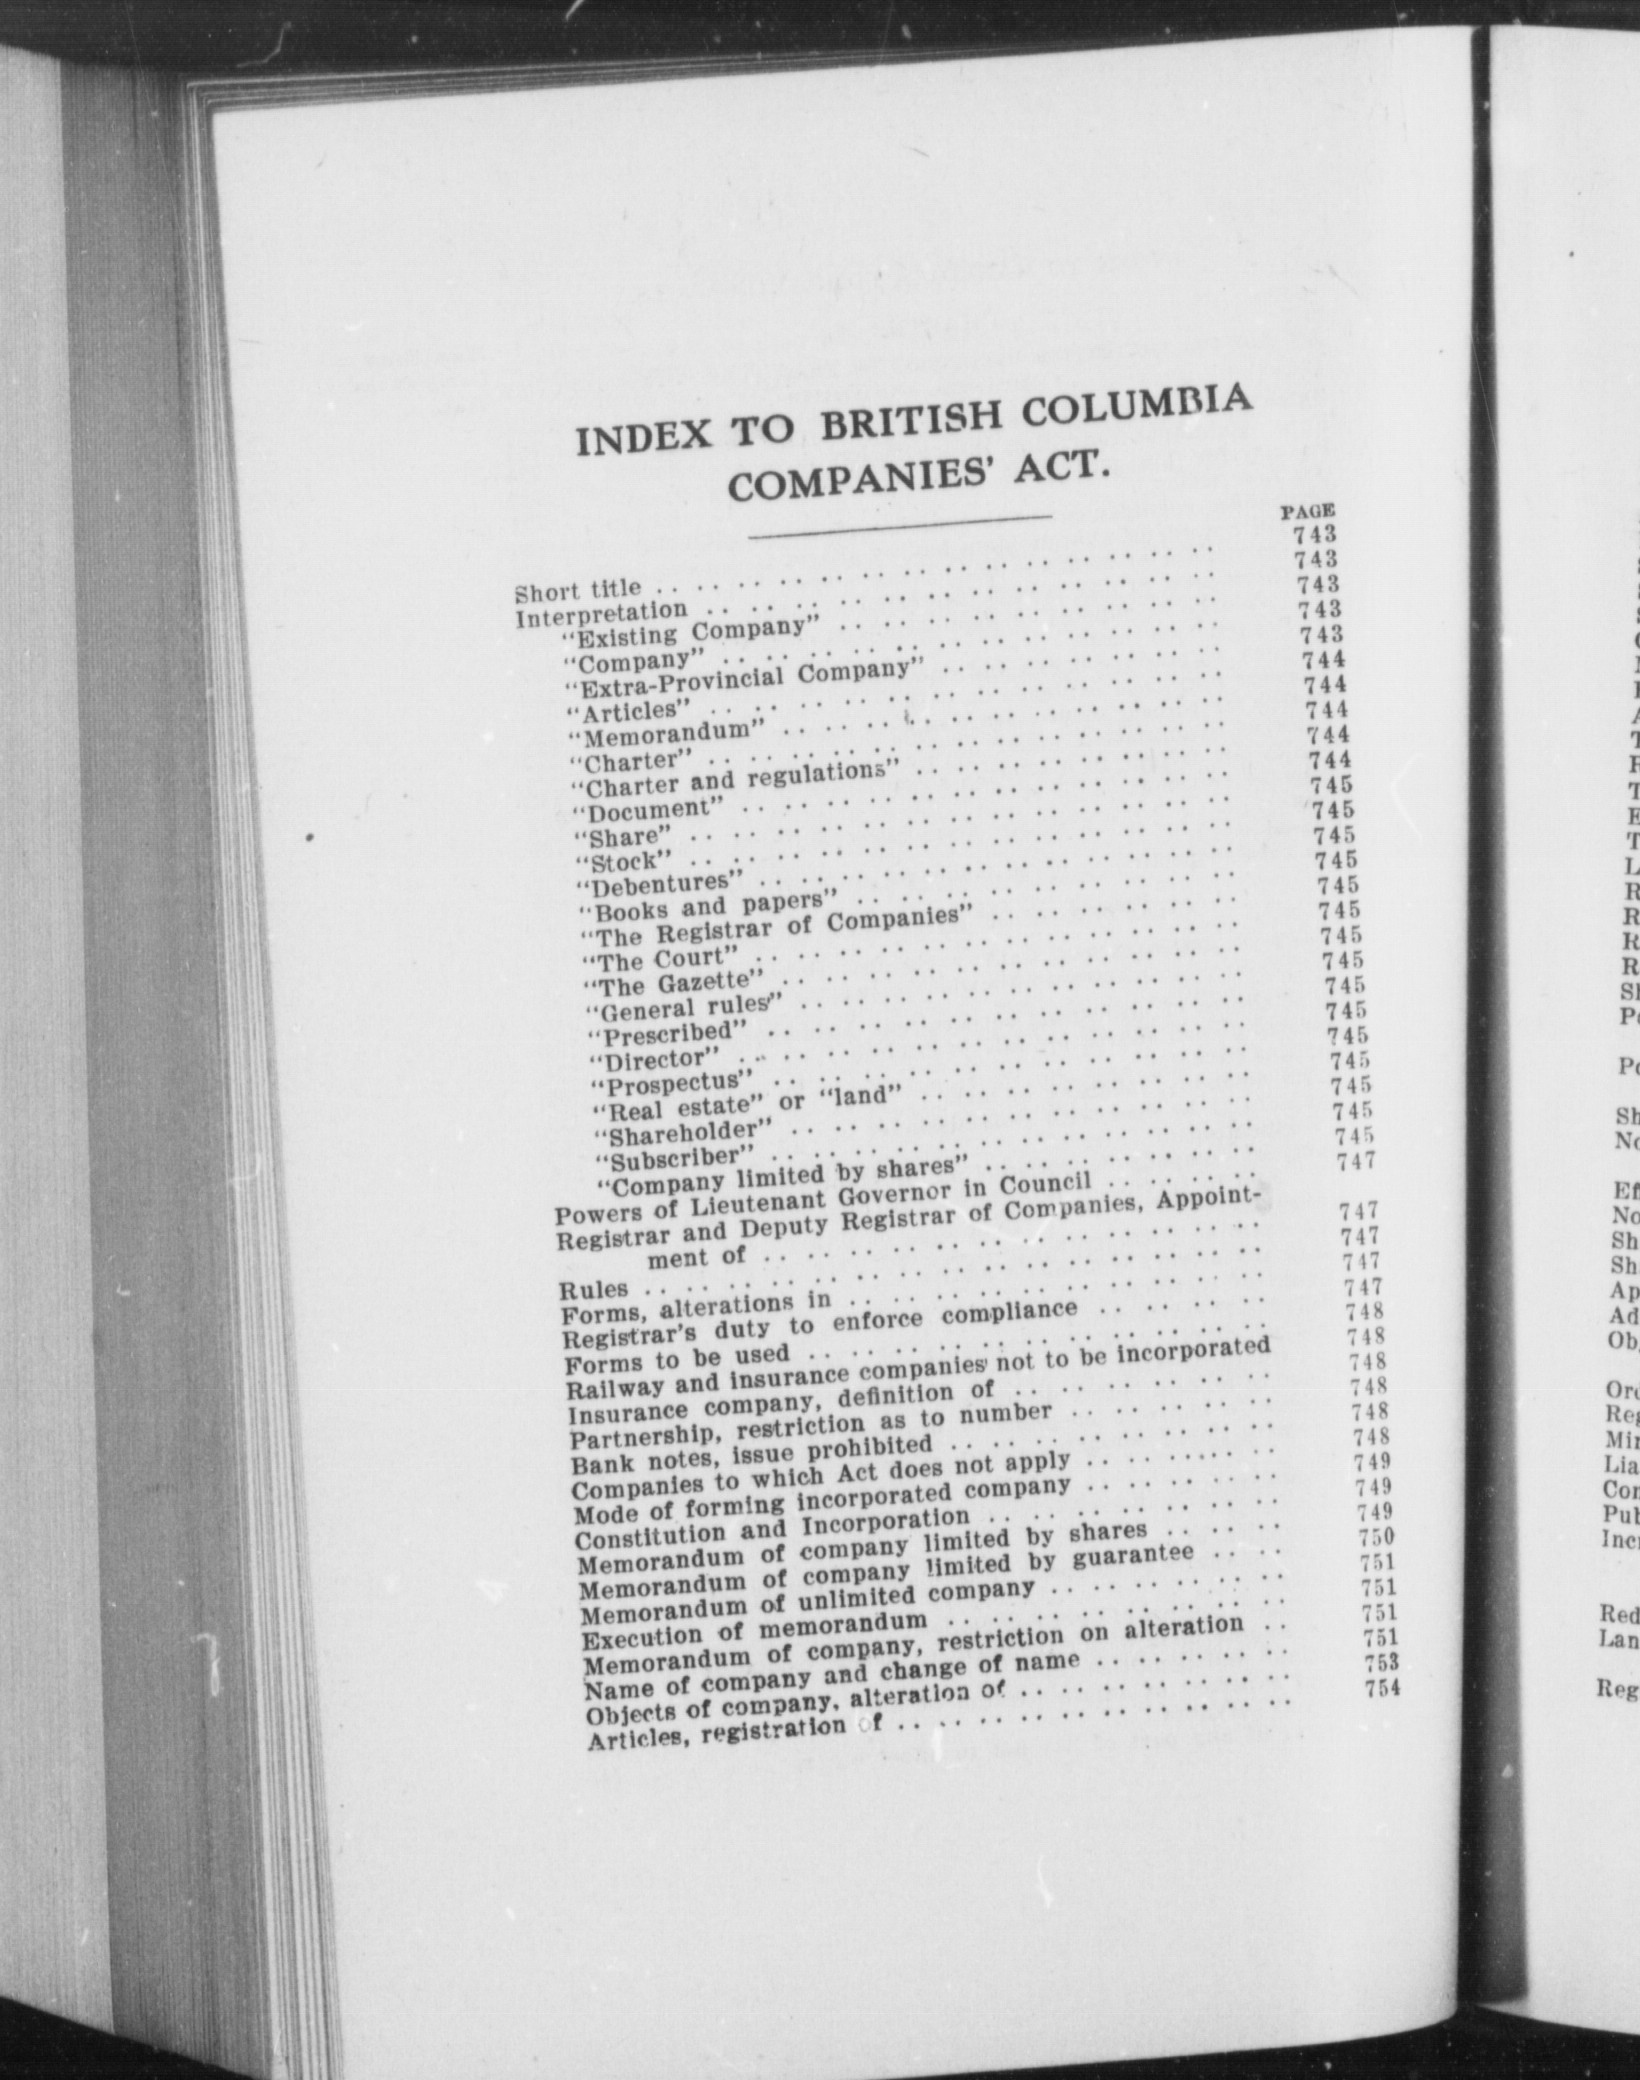 INDEX TO BRITISH COLUMBIA
COMPANIES' ACT.
PAGE
Short title 743
Interpretation 743
"Existing Company" 743
"Company" 743
"Extra-Provincial Company" 743
"Articles" 744
"Memorandum" 744
"Charter" 744
"Charter and regulations" 744
"Document" 744
"Share" 745
"Stock" 745
"Debentures" 745
"Books and papers" 745
"The Registrar of Companies" 745
"The Court" 745
"The Gazette" 745
"General rules" 745
"Prescribed" 745
"Director" 745
"Prospectus" 745
"Real estate" or "land" 745
"Shareholder" 745
"Subscriber" 745
"Company limited by shares" 745
Powers of Lieutenant Governor in Council 747
Registrar and Deputy Registrar of Companies, Appoint-
ment of 747
Rules 747
Forms, alterations in 747
Registrar's duty to enforce compliance 747
Forms to be used 748
Railway and insurance companies not to be incorporated 748
Insurance company, definition of 748
Partnership, restriction as to number 748
Bank notes, issue prohibited 748
Companies to which Act does not apply 748
Mode of forming incorporated company 749
Constitution and Incorporation 749
Memorandum of company limited by shares 749
Memorandum of company limited by guarantee 750
Memorandum of unlimited company 751
Execution of memorandum 751
Memorandum of company, restriction on alteration 751
Name of company and change of name 751
Objects of company, alteration of 753
Articles, registration of 754